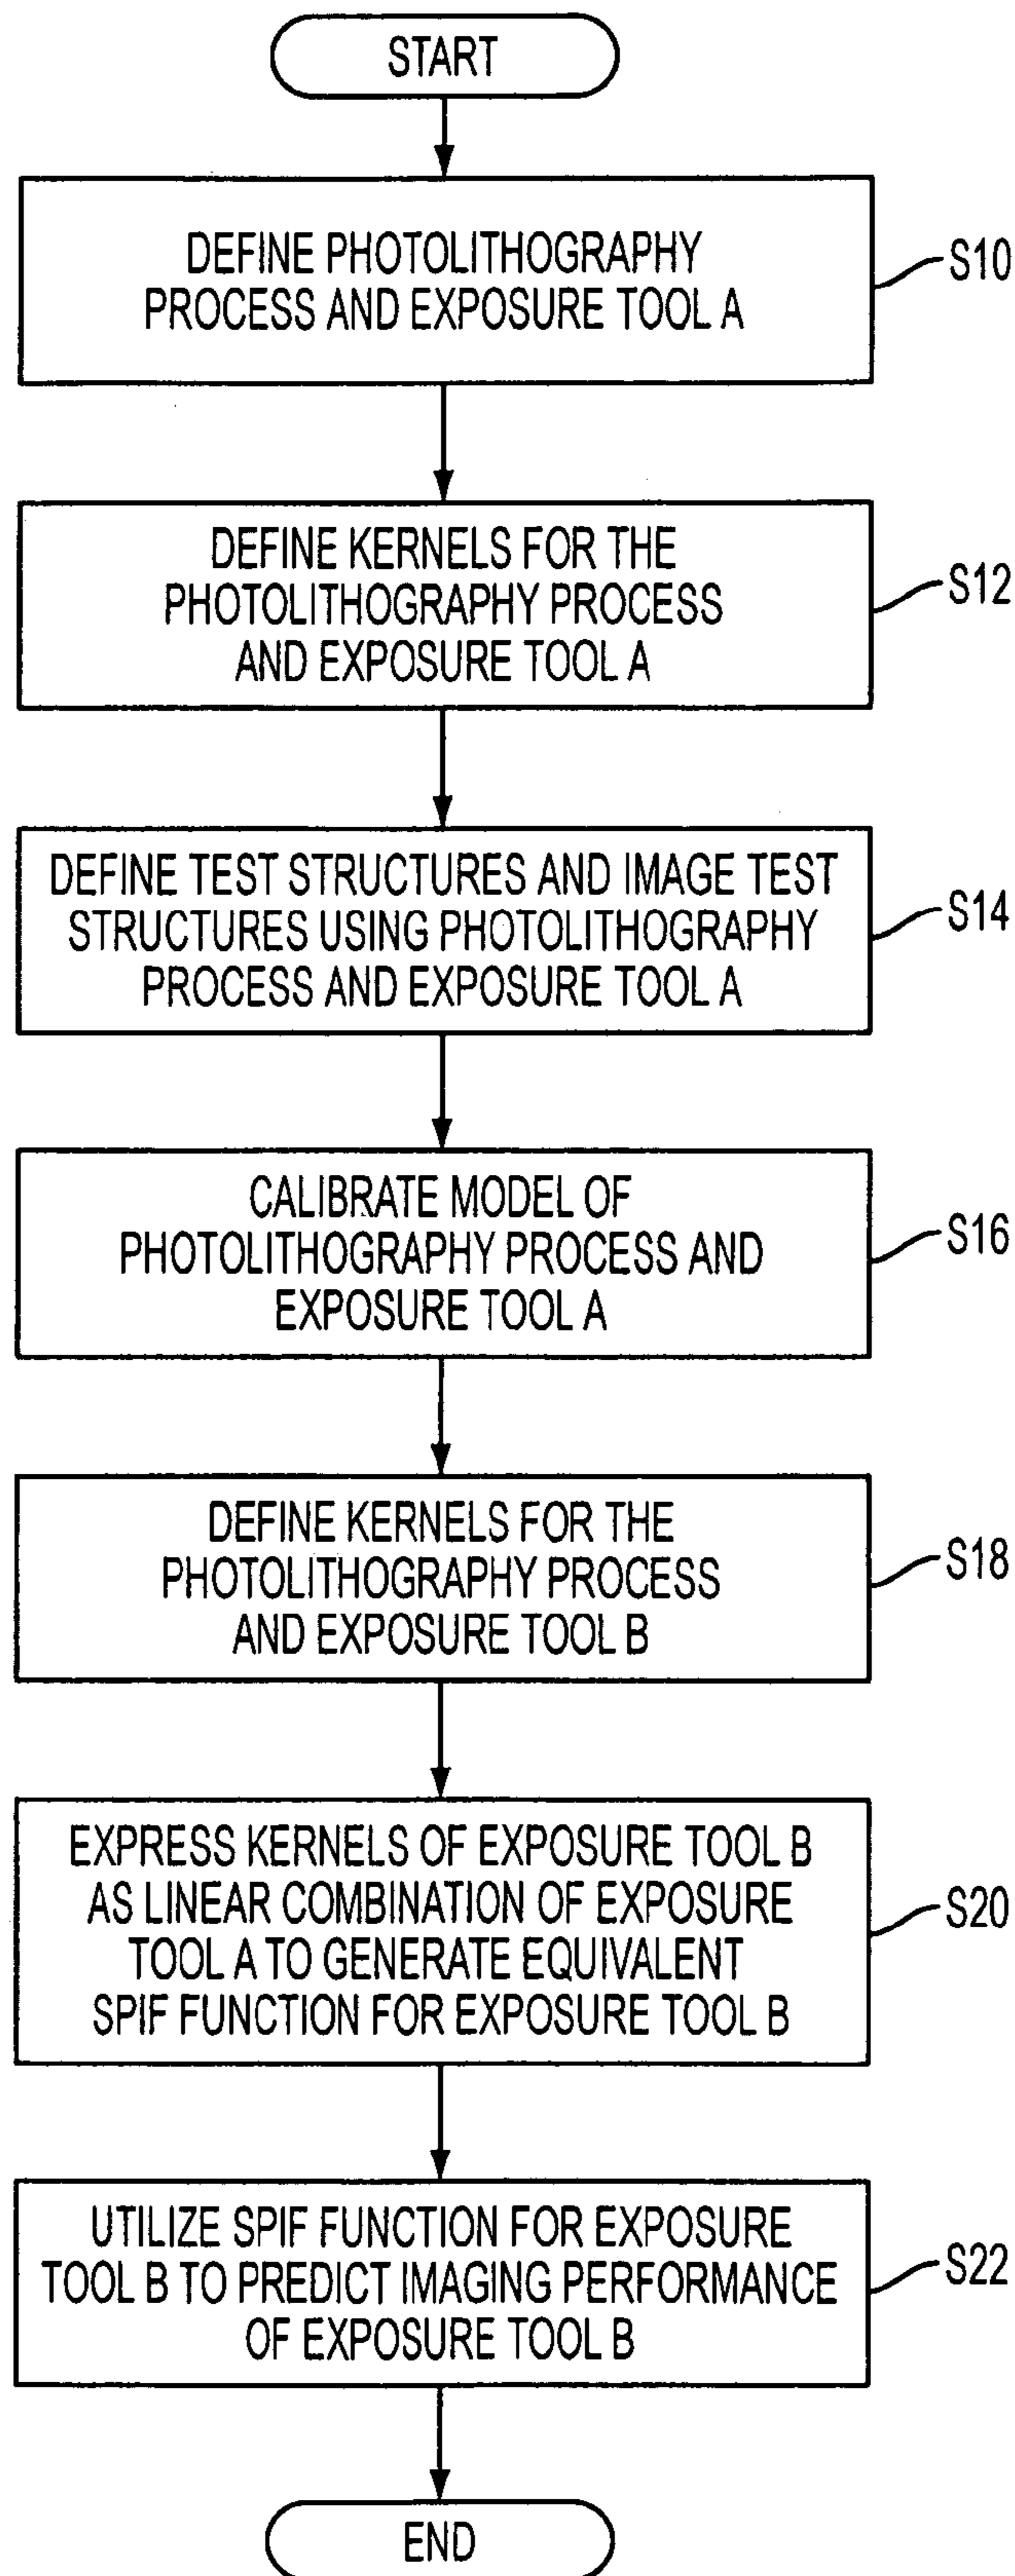 START
DEFINE PHOTOLITHOGRAPHY
PROCESS AND EXPOSURE TOOL A
S10
DEFINE KERNELS FOR THE
PHOTOLITHOGRAPHY PROCESS
AND EXPOSURE TOOL A
S12
DEFINE TEST STRUCTURES AND IMAGE TEST
STRUCTURES USING PHOTOLITHOGRAPHY
PROCESS AND EXPOSURE TOOL A
S14
CALIBRATE MODEL OF
PHOTOLITHOGRAPHY PROCESS AND
EXPOSURE TOOL A
S16
DEFINE KERNELS FOR THE
PHOTOLITHOGRAPHY PROCESS
AND EXPOSURE TOOL B
S18
EXPRESS KERNELS OF EXPOSURE TOOL B
AS LINEAR COMBINATION OF EXPOSURE
TOOL A TO GENERATE EQUIVALENT
SPIF FUNCTION FOR EXPOSURE TOOL B
S20
UTILIZE SPIF FUNCTION FOR EXPOSURE
TOOL B TO PREDICT IMAGING PERFORMANCE
OF EXPOSURE TOOL B
S22
END